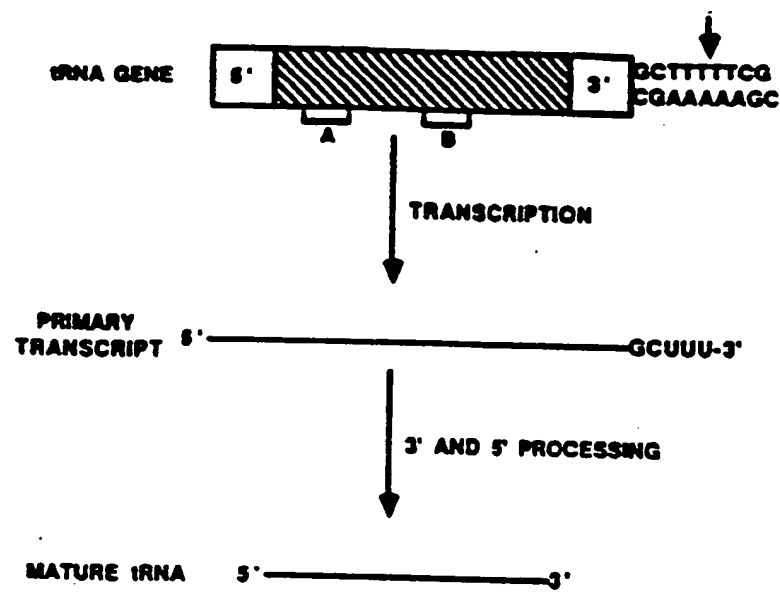 tRNA GENE
5'
3'
GCTTTTTCG
CGAAAAAGC
A
B
TRANSCRIPTION
PRIMARY
TRANSCRIPT
5'
GCUUU-3'
3' AND 5' PROCESSING
MATURE tRNA
5'
3'